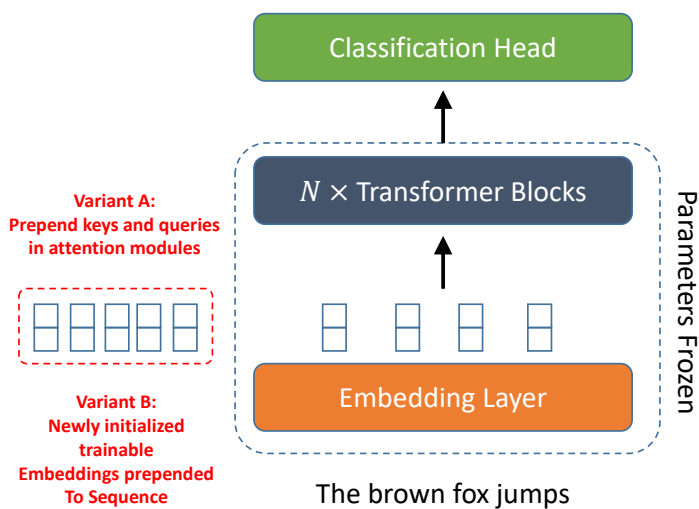 Classification Head
N × Transformer Blocks
Variant A:
Prepend keys and queries
in attention modules
Parameters Frozen
Variant B:
Newly initialized
trainable
Embeddings prepended
To Sequence
Embedding Layer
The brown fox jumps